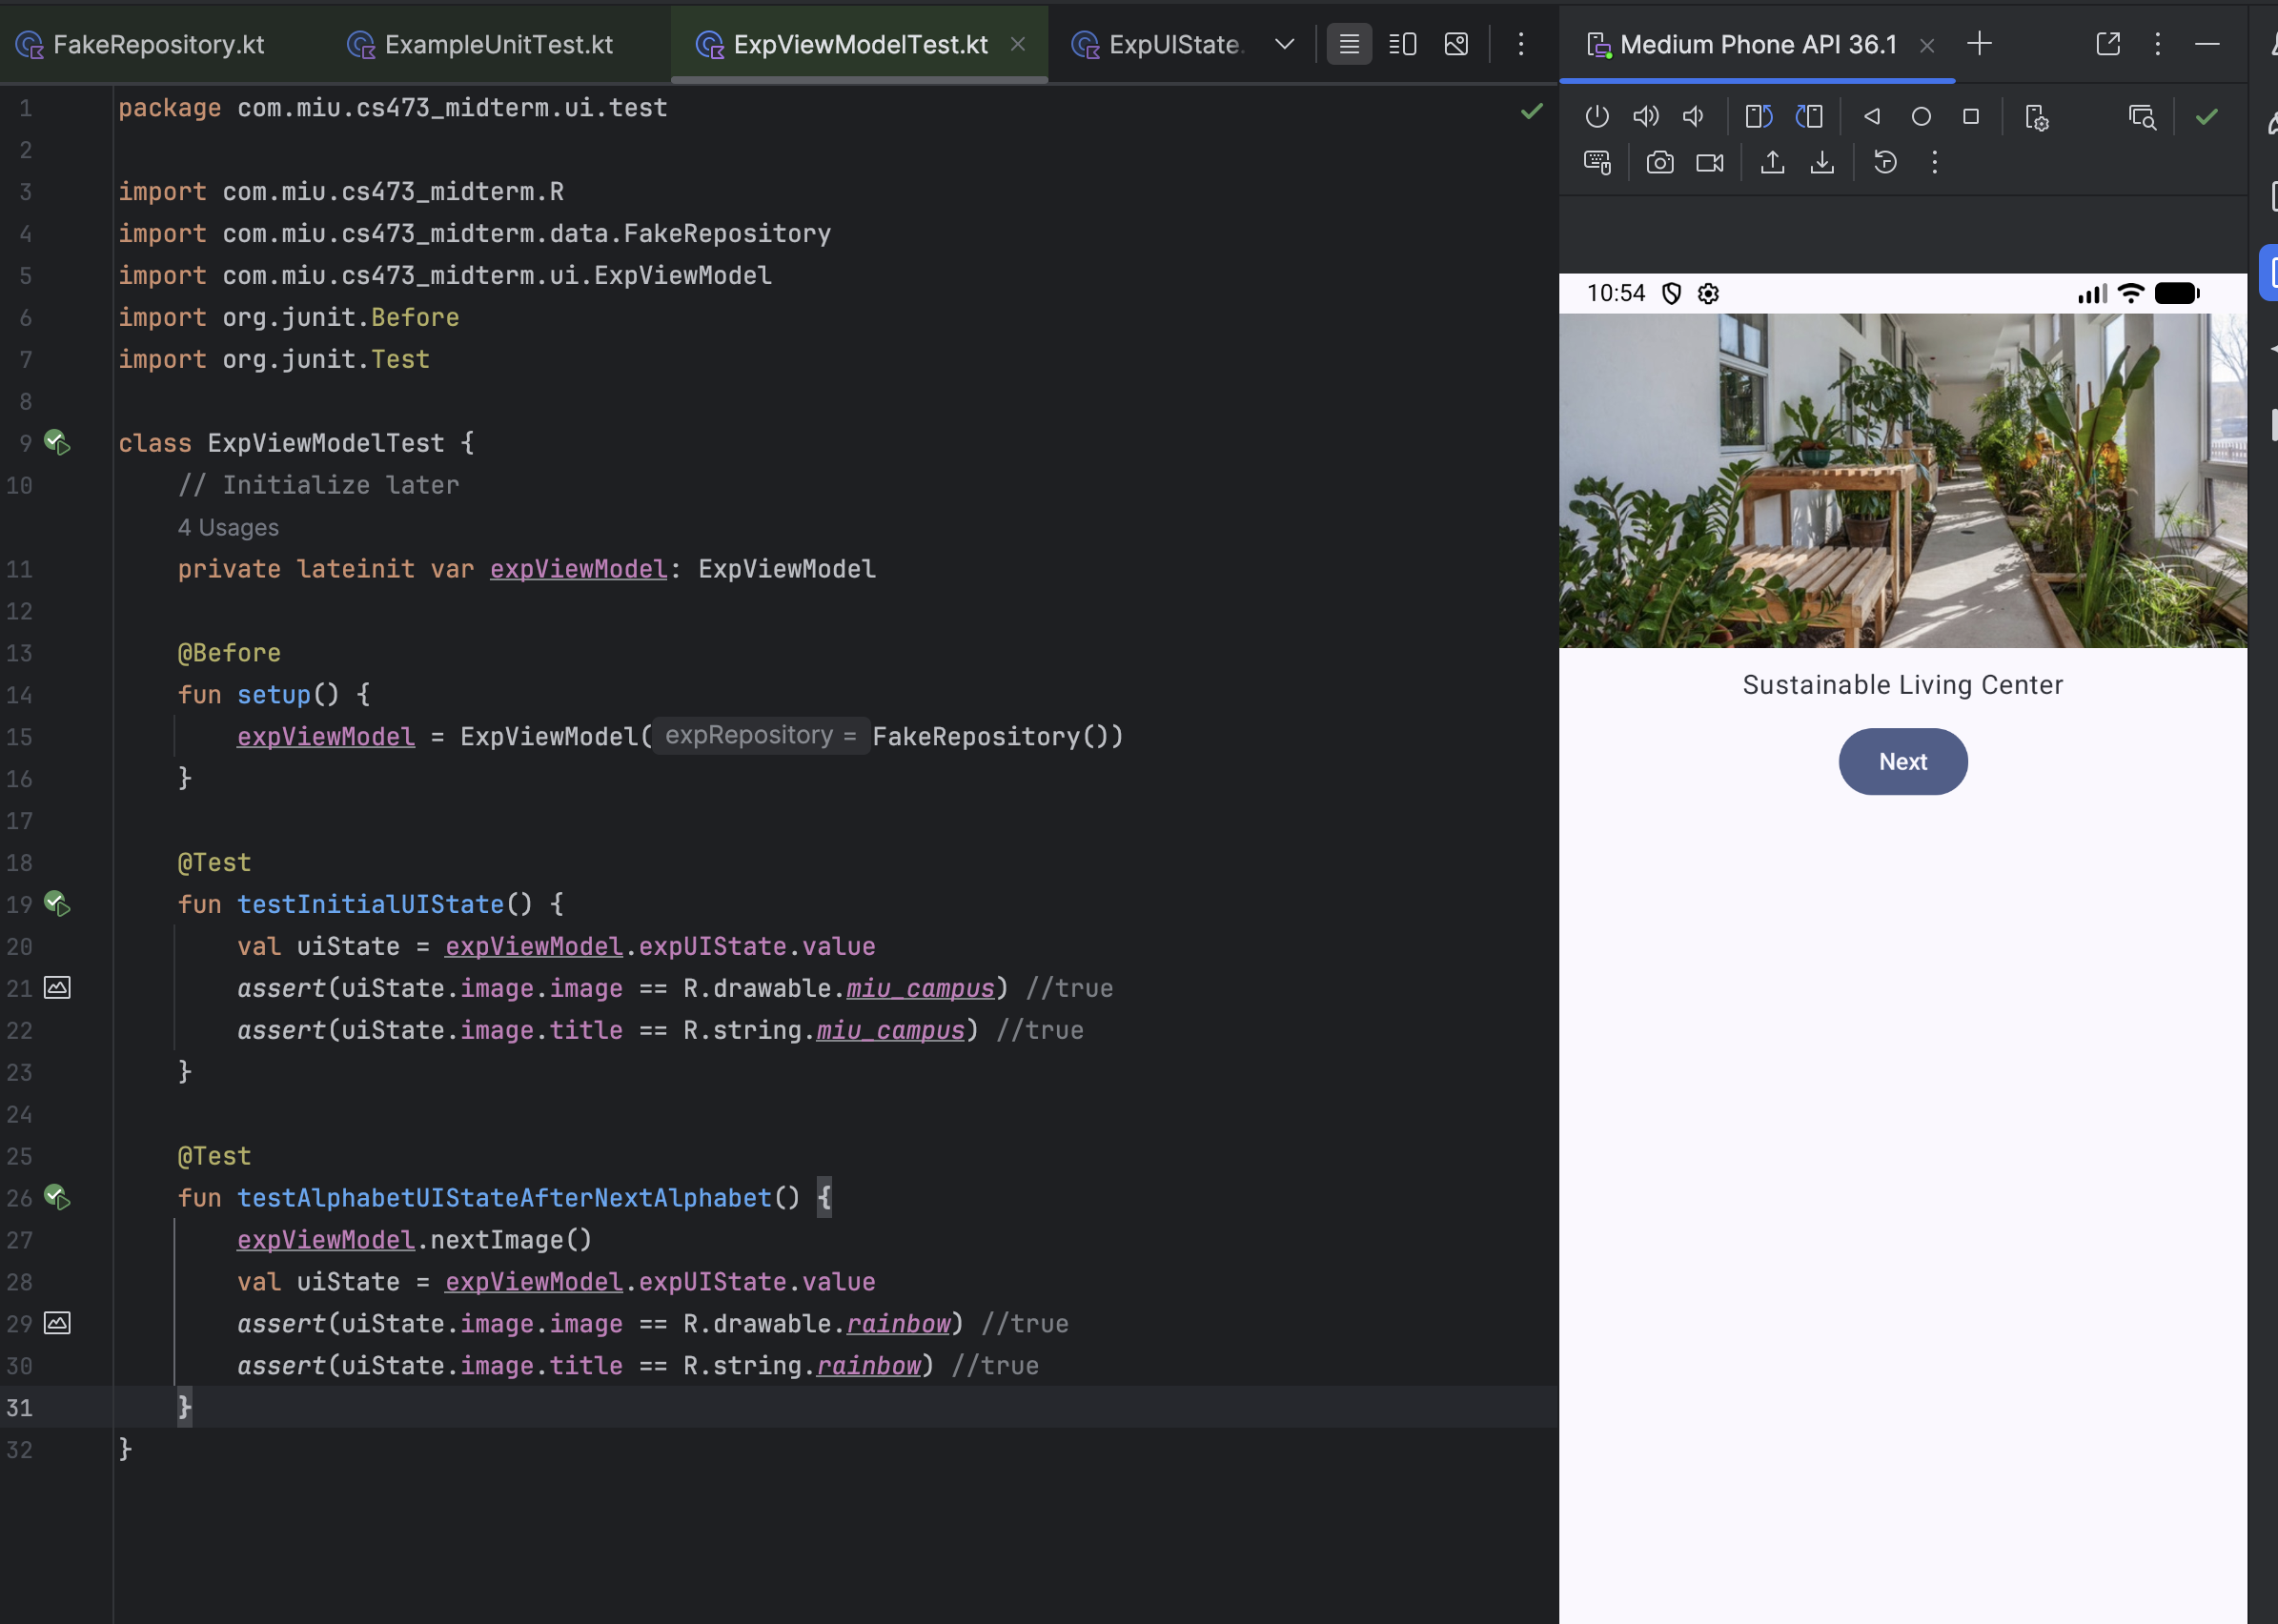 FakeRepository.kt ExampleUnitTest.kt ExpViewModelTest.kt ExpUIState. Medium Phone API 36.1
1 package com.miu.cs473_midterm.ui.test
2
3 import com.miu.cs473_midterm.R
4 import com.miu.cs473_midterm.data.FakeRepository
5 import com.miu.cs473_midterm.ui.ExpViewModel
6 import org.junit.Before
7 import org.junit.Test
8
9 class ExpViewModelTest {
10 // Initialize later
4 Usages
11 private lateinit var expViewModel: ExpViewModel
12
13 @Before
14 fun setup() {
15 expViewModel = ExpViewModel( expRepository = FakeRepository())
16 }
17
18 @Test
19 fun testInitialUIState() {
20 val uiState = expViewModel.expUIState.value
21 assert(uiState.image.image == R.drawable.miu_campus) //true
22 assert(uiState.image.title == R.string.miu_campus) //true
23 }
24
25 @Test
26 fun testAlphabetUIStateAfterNextAlphabet() {
27 expViewModel.nextImage()
28 val uiState = expViewModel.expUIState.value
29 assert(uiState.image.image == R.drawable.rainbow) //true
30 assert(uiState.image.title == R.string.rainbow) //true
31 }
32 }
10:54
Sustainable Living Center
Next